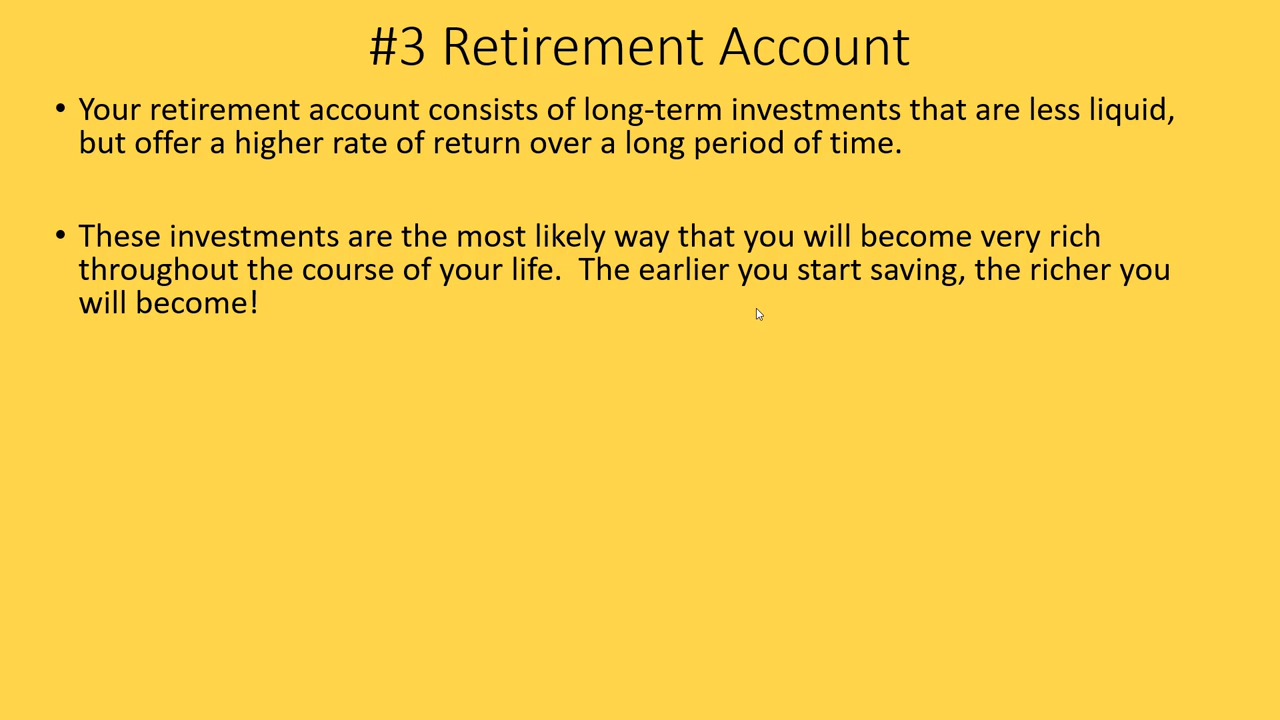 #3 Retirement Account
• Your retirement account consists of long-term investments that are less liquid,
but offer a higher rate of return over a long period of time.
• These investments are the most likely way that you will become very rich
throughout the course of your life.  The earlier you start saving, the richer you
will become!